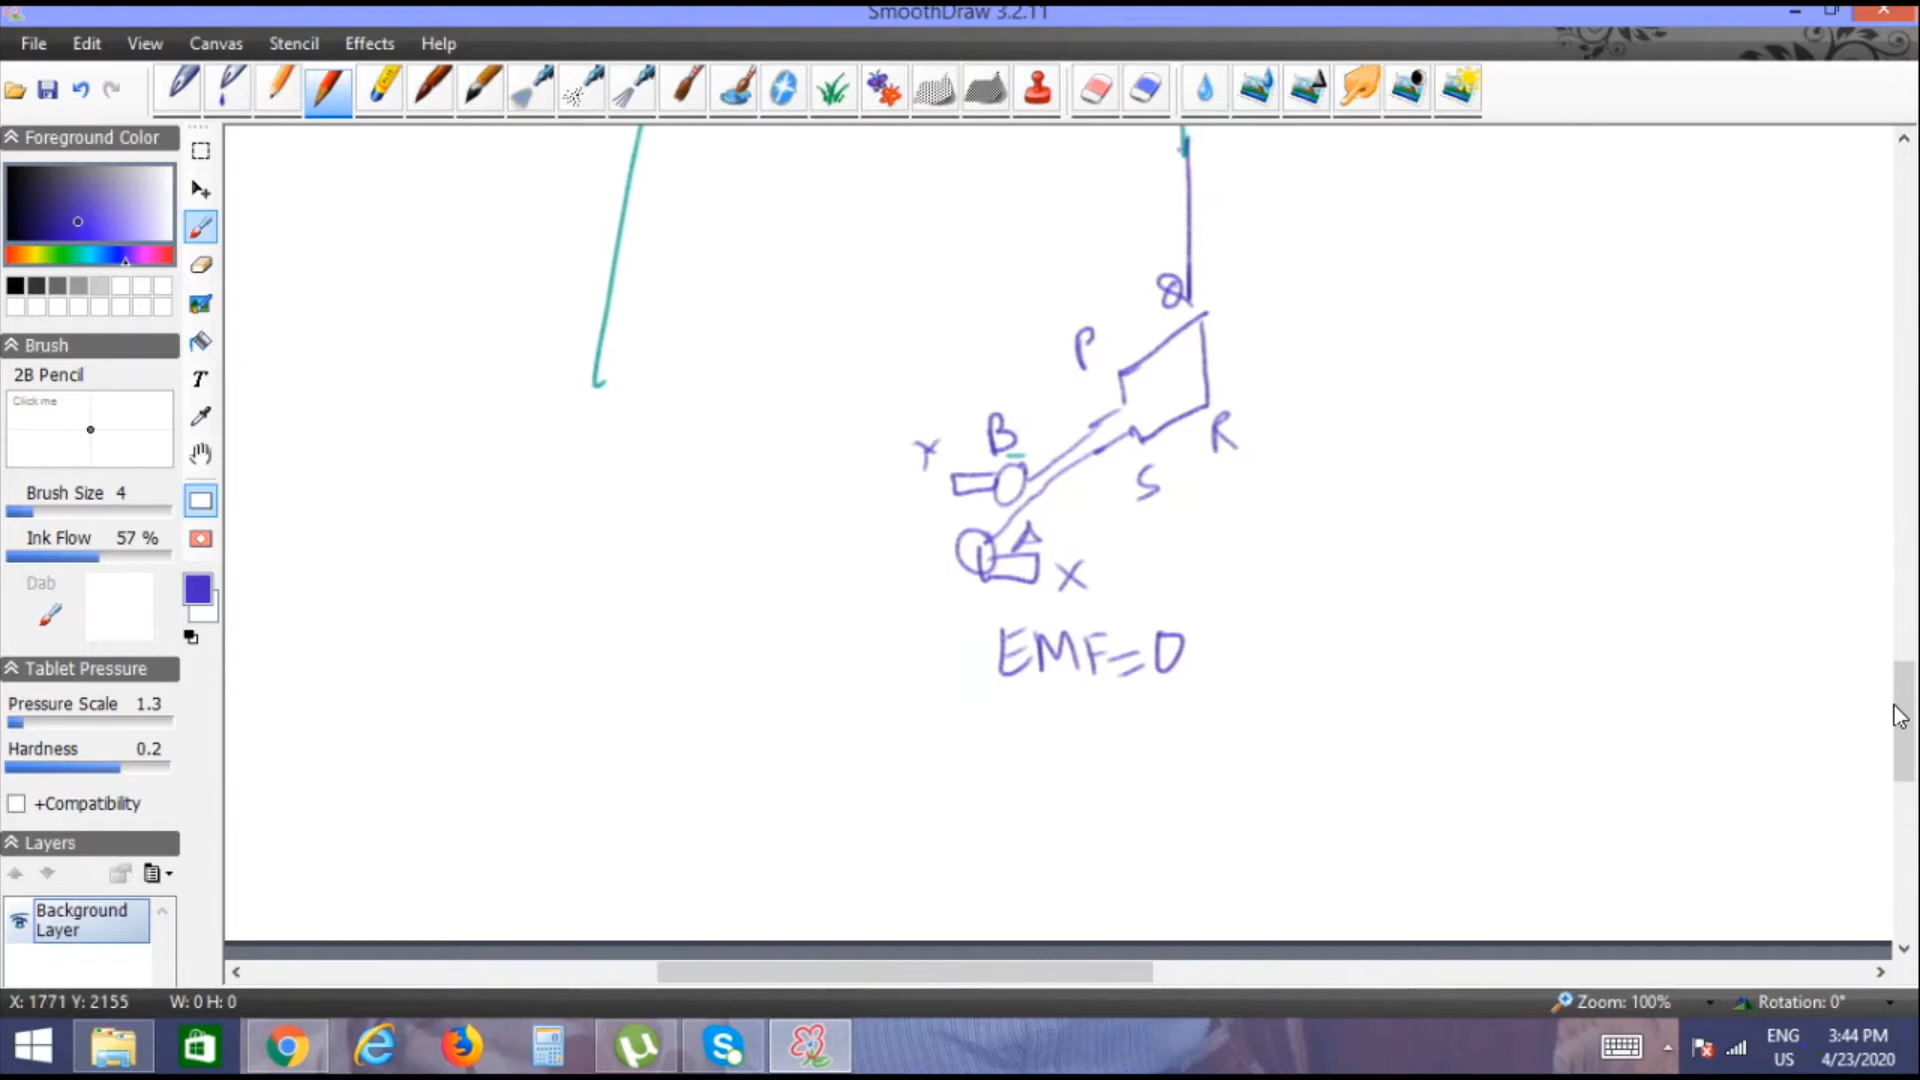 SmoothDraw 3.2.11
File Edit View Canvas Stencil Effects Help
Foreground Color
Brush
2B Pencil
Click me
Brush Size 4
Ink Flow 57 %
Dab
Tablet Pressure
Pressure Scale 1.3
Hardness 0.2
+Compatibility
Layers
Background
Layer
Q
P
B
R
S
A
X
EMF=0
X: 1771 Y: 2155 W: 0 H: 0
Zoom: 100% Rotation: 0°
ENG
US
3:44 PM
4/23/2020